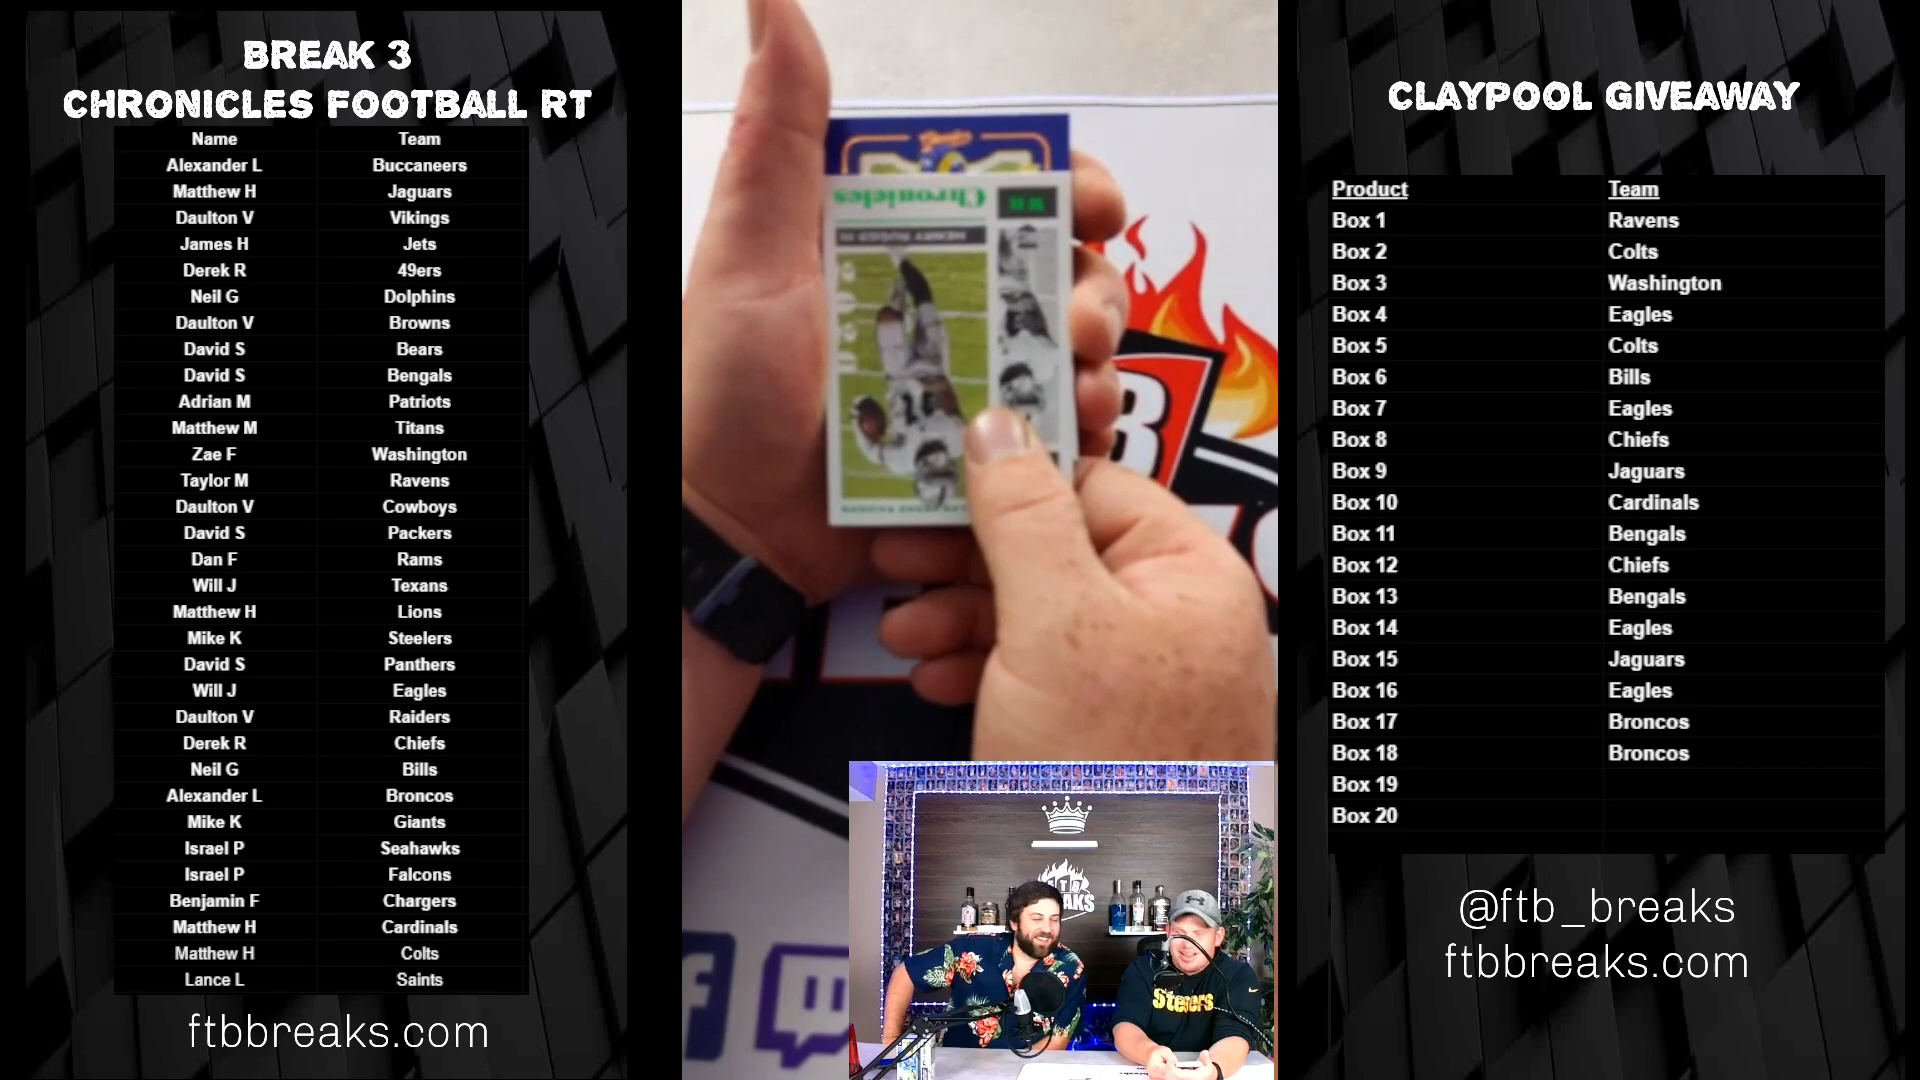 BREAK 3
CHRONICLES FOOTBALL RT
Name Team
Alexander L Buccaneers
Matthew H Jaguars
Daulton V Vikings
James H Jets
Derek R 49ers
Neil G Dolphins
Daulton V Browns
David S Bears
David S Bengals
Adrian M Patriots
Matthew M Titans
Zae F Washington
Taylor M Ravens
Daulton V Cowboys
David S Packers
Dan F Rams
Will J Texans
Matthew H Lions
Mike K Steelers
David S Panthers
Will J Eagles
Daulton V Raiders
Derek R Chiefs
Neil G Bills
Alexander L Broncos
Mike K Giants
Israel P Seahawks
Israel P Falcons
Benjamin F Chargers
Matthew H Cardinals
Matthew H Colts
Lance L Saints
ftbbreaks.com
Chronicles
WR
HENRY RUGGS III
Steelers
CLAYPOOL GIVEAWAY
Product Team
Box 1 Ravens
Box 2 Colts
Box 3 Washington
Box 4 Eagles
Box 5 Colts
Box 6 Bills
Box 7 Eagles
Box 8 Chiefs
Box 9 Jaguars
Box 10 Cardinals
Box 11 Bengals
Box 12 Chiefs
Box 13 Bengals
Box 14 Eagles
Box 15 Jaguars
Box 16 Eagles
Box 17 Broncos
Box 18 Broncos
Box 19
Box 20
@ftb_breaks
ftbbreaks.com